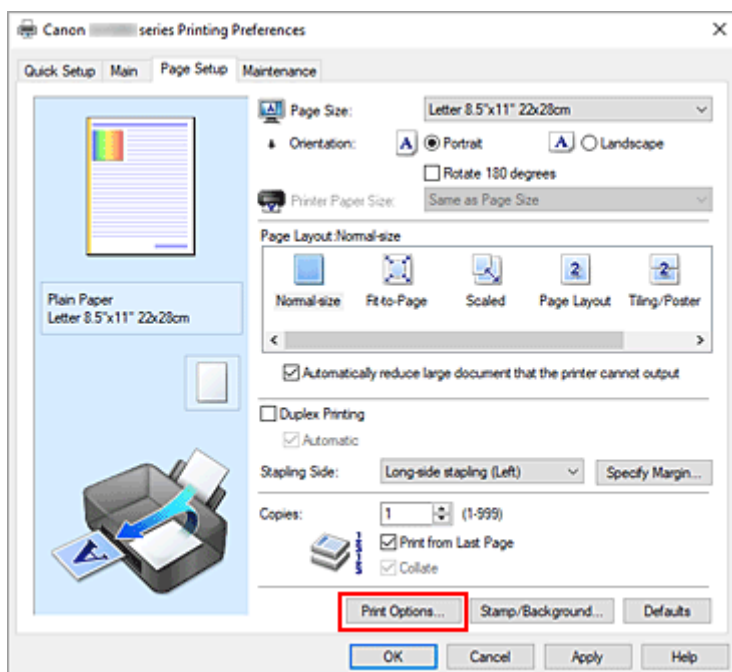 Canon series Printing Preferences
Quick Setup Main Page Setup Maintenance
Page Size: Letter 8.5"x11" 22x28cm
Orientation: A Portrait A Landscape
Rotate 180 degrees
Printer Paper Size: Same as Page Size
Page Layout:Normal-size
2 2
Normal-size Fit-to-Page Scaled Page Layout Tiling/Poster
Plain Paper
Letter 8.5"x11" 22x28cm
Automatically reduce large document that the printer cannot output
Duplex Printing
Automatic
Stapling Side: Long-side stapling (Left) Specify Margin...
Copies: 1 (1-999)
Print from Last Page
Collate
A
Print Options... Stamp/Background... Defaults
OK Cancel Apply Help